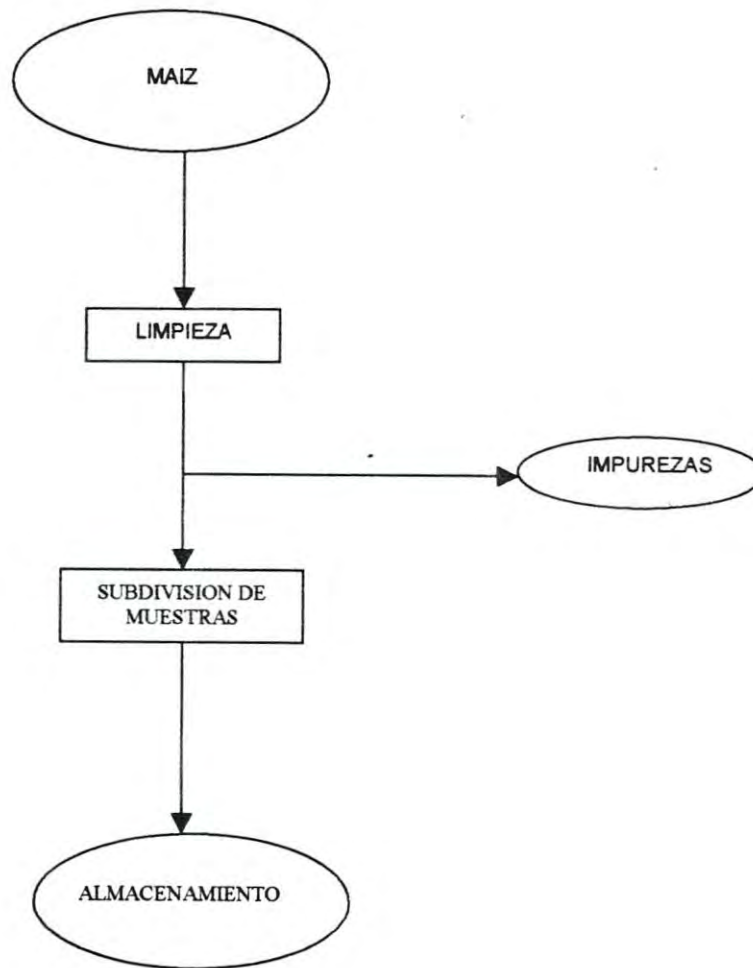 MAIZ
LIMPIEZA
IMPUREZAS
SUBDIVISION DE
MUESTRAS
ALMACENAMIENTO